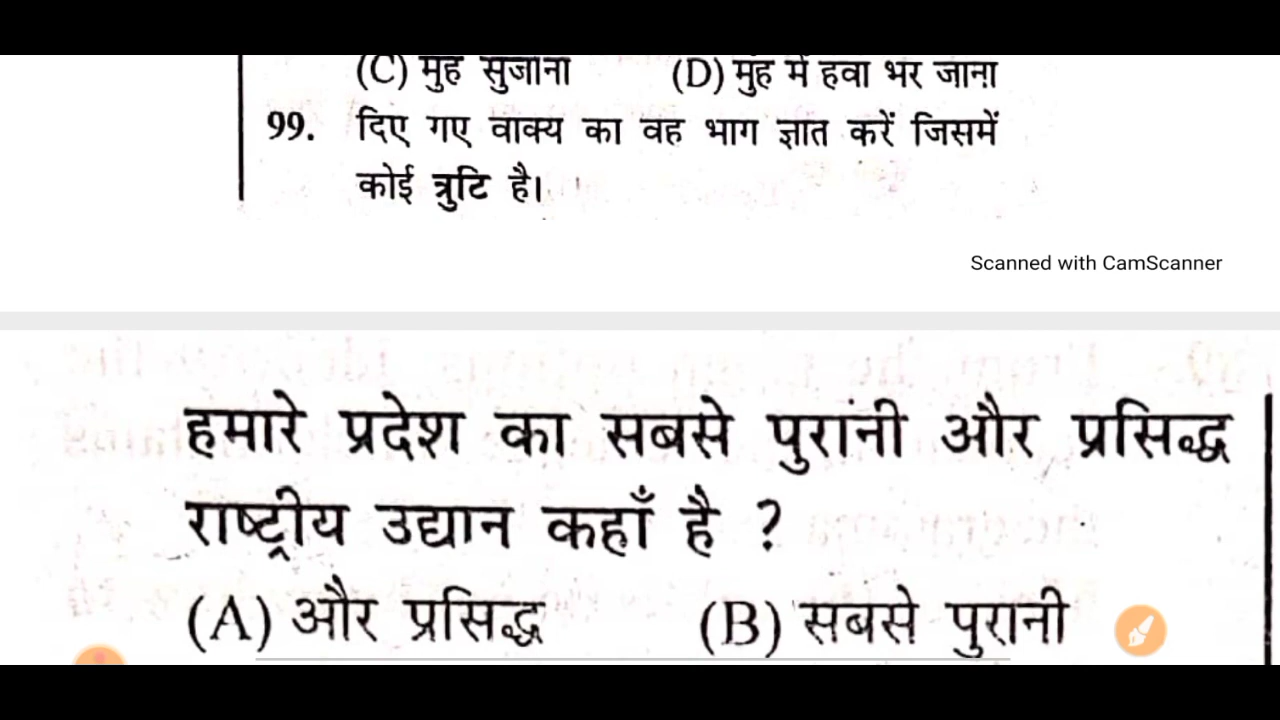 (C) मुँह सुजाना (D) मुँह में हवा भर जाना
99. दिए गए वाक्य का वह भाग ज्ञात करें जिसमें
कोई त्रुटि है।
Scanned with CamScanner
हमारे प्रदेश का सबसे पुरानी और प्रसिद्ध
राष्ट्रीय उद्यान कहाँ है ?
(A) और प्रसिद्ध (B) सबसे पुरानी